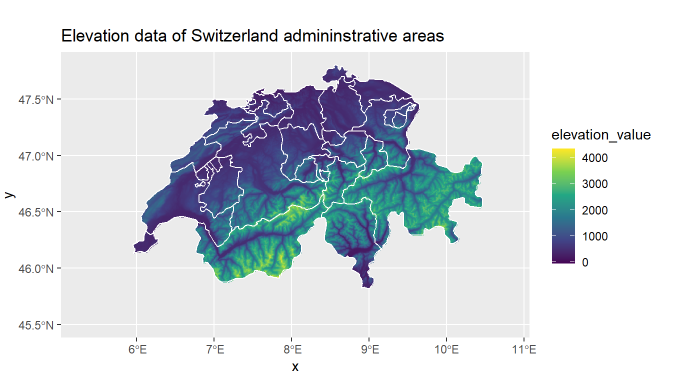 Elevation data of Switzerland admininstrative areas
47.5°N
47.0°N
46.5°N
46.0°N
45.5°N
y
6°E
7°E
8°E
9°E
10°E
11°E
x
elevation_value
4000
3000
2000
1000
0